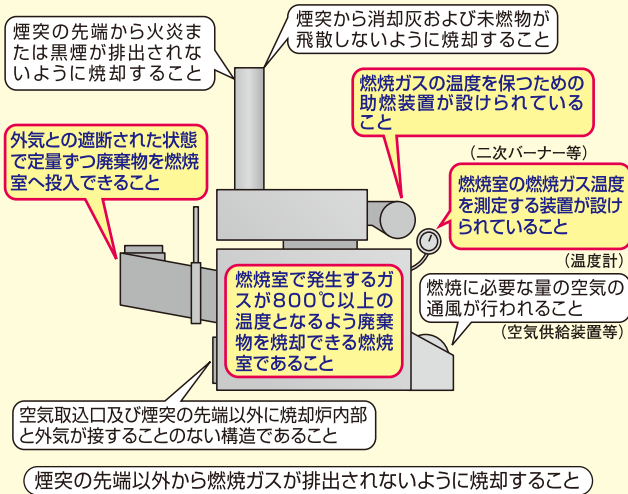 煙突の先端から火炎ま
たは黒煙が排出されな
いように焼却すること
煙突から消却灰および未燃物が
飛散しないように焼却すること
燃焼ガスの温度を保つための
助燃装置が設けられている
こと
(二次バーナー等)
外気との遮断された状態
で定量ずつ廃棄物を燃焼
室へ投入できること
燃焼室の燃焼ガス温度
を測定する装置が設け
られていること
(温度計)
燃焼室で発生するガ
スが800℃以上の
温度となるよう廃棄
物を焼却できる燃焼
室であること
燃焼に必要な量の空気の
通風が行われること
(空気供給装置等)
空気取込口及び煙突の先端以外に焼却炉内部
と外気が接することのない構造であること
煙突の先端以外から燃焼ガスが排出されないように焼却すること